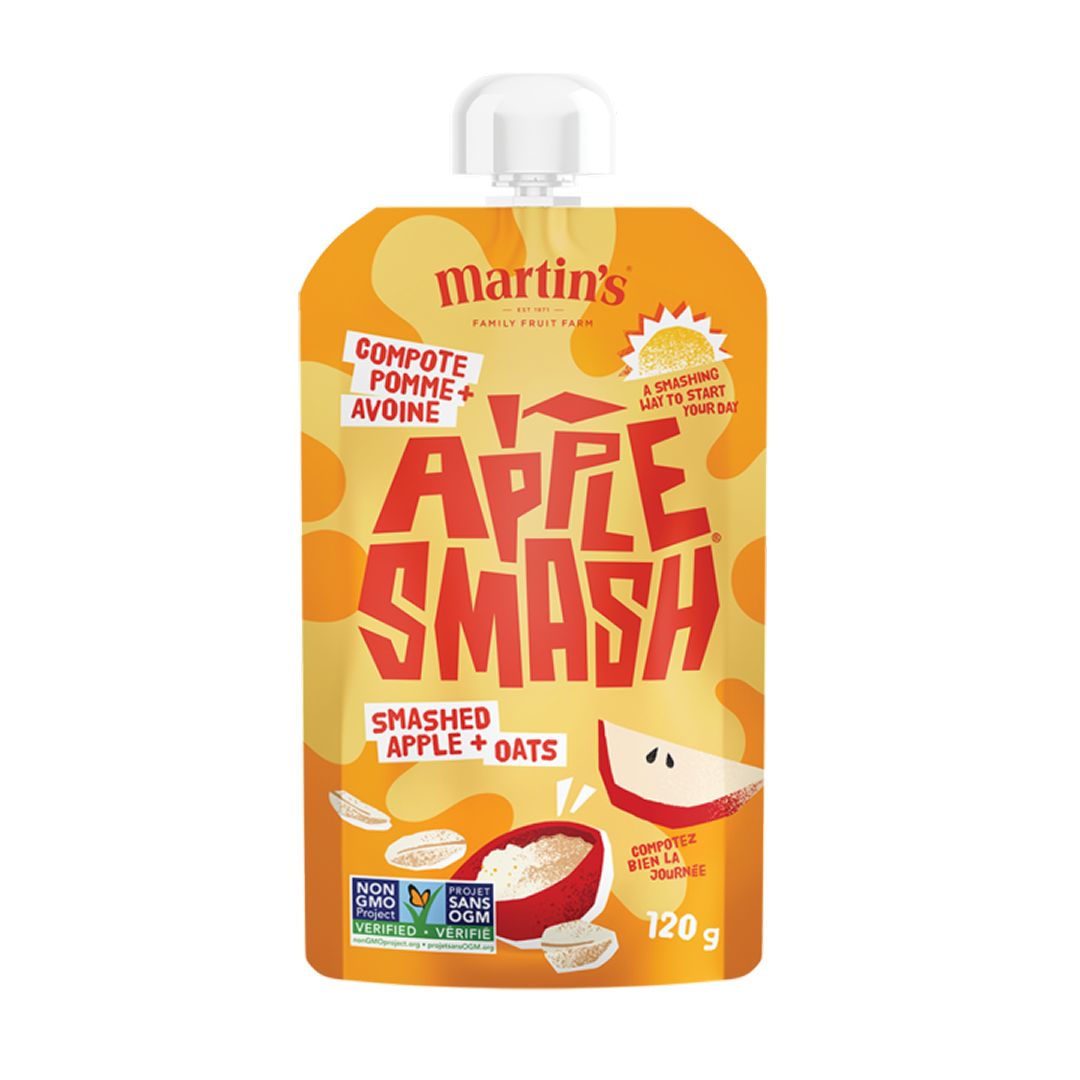 martin's®
EST 1971
FAMILY FRUIT FARM
COMPOTE
POMME +
AVOINE
A SMASHING
WAY TO START
YOUR DAY
APPLE
SMASH®
SMASHED
APPLE + OATS
COMPOTEZ
BIEN LA
JOURNÉE
NON
GMO
Project
PROJET
SANS
OGM
VERIFIED • VÉRIFIÉ
nonGMOproject.org • projetsansOGM.org
120 g